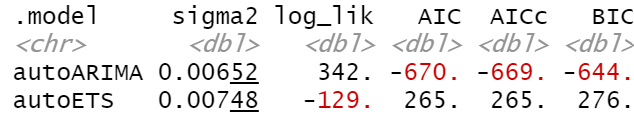 .model sigma2 log_lik AIC AICc BIC
<chr> <dbl> <dbl> <dbl> <dbl> <dbl>
autoARIMA 0.00652 342. -670. -669. -644.
autoETS 0.00748 -129. 265. 265. 276.